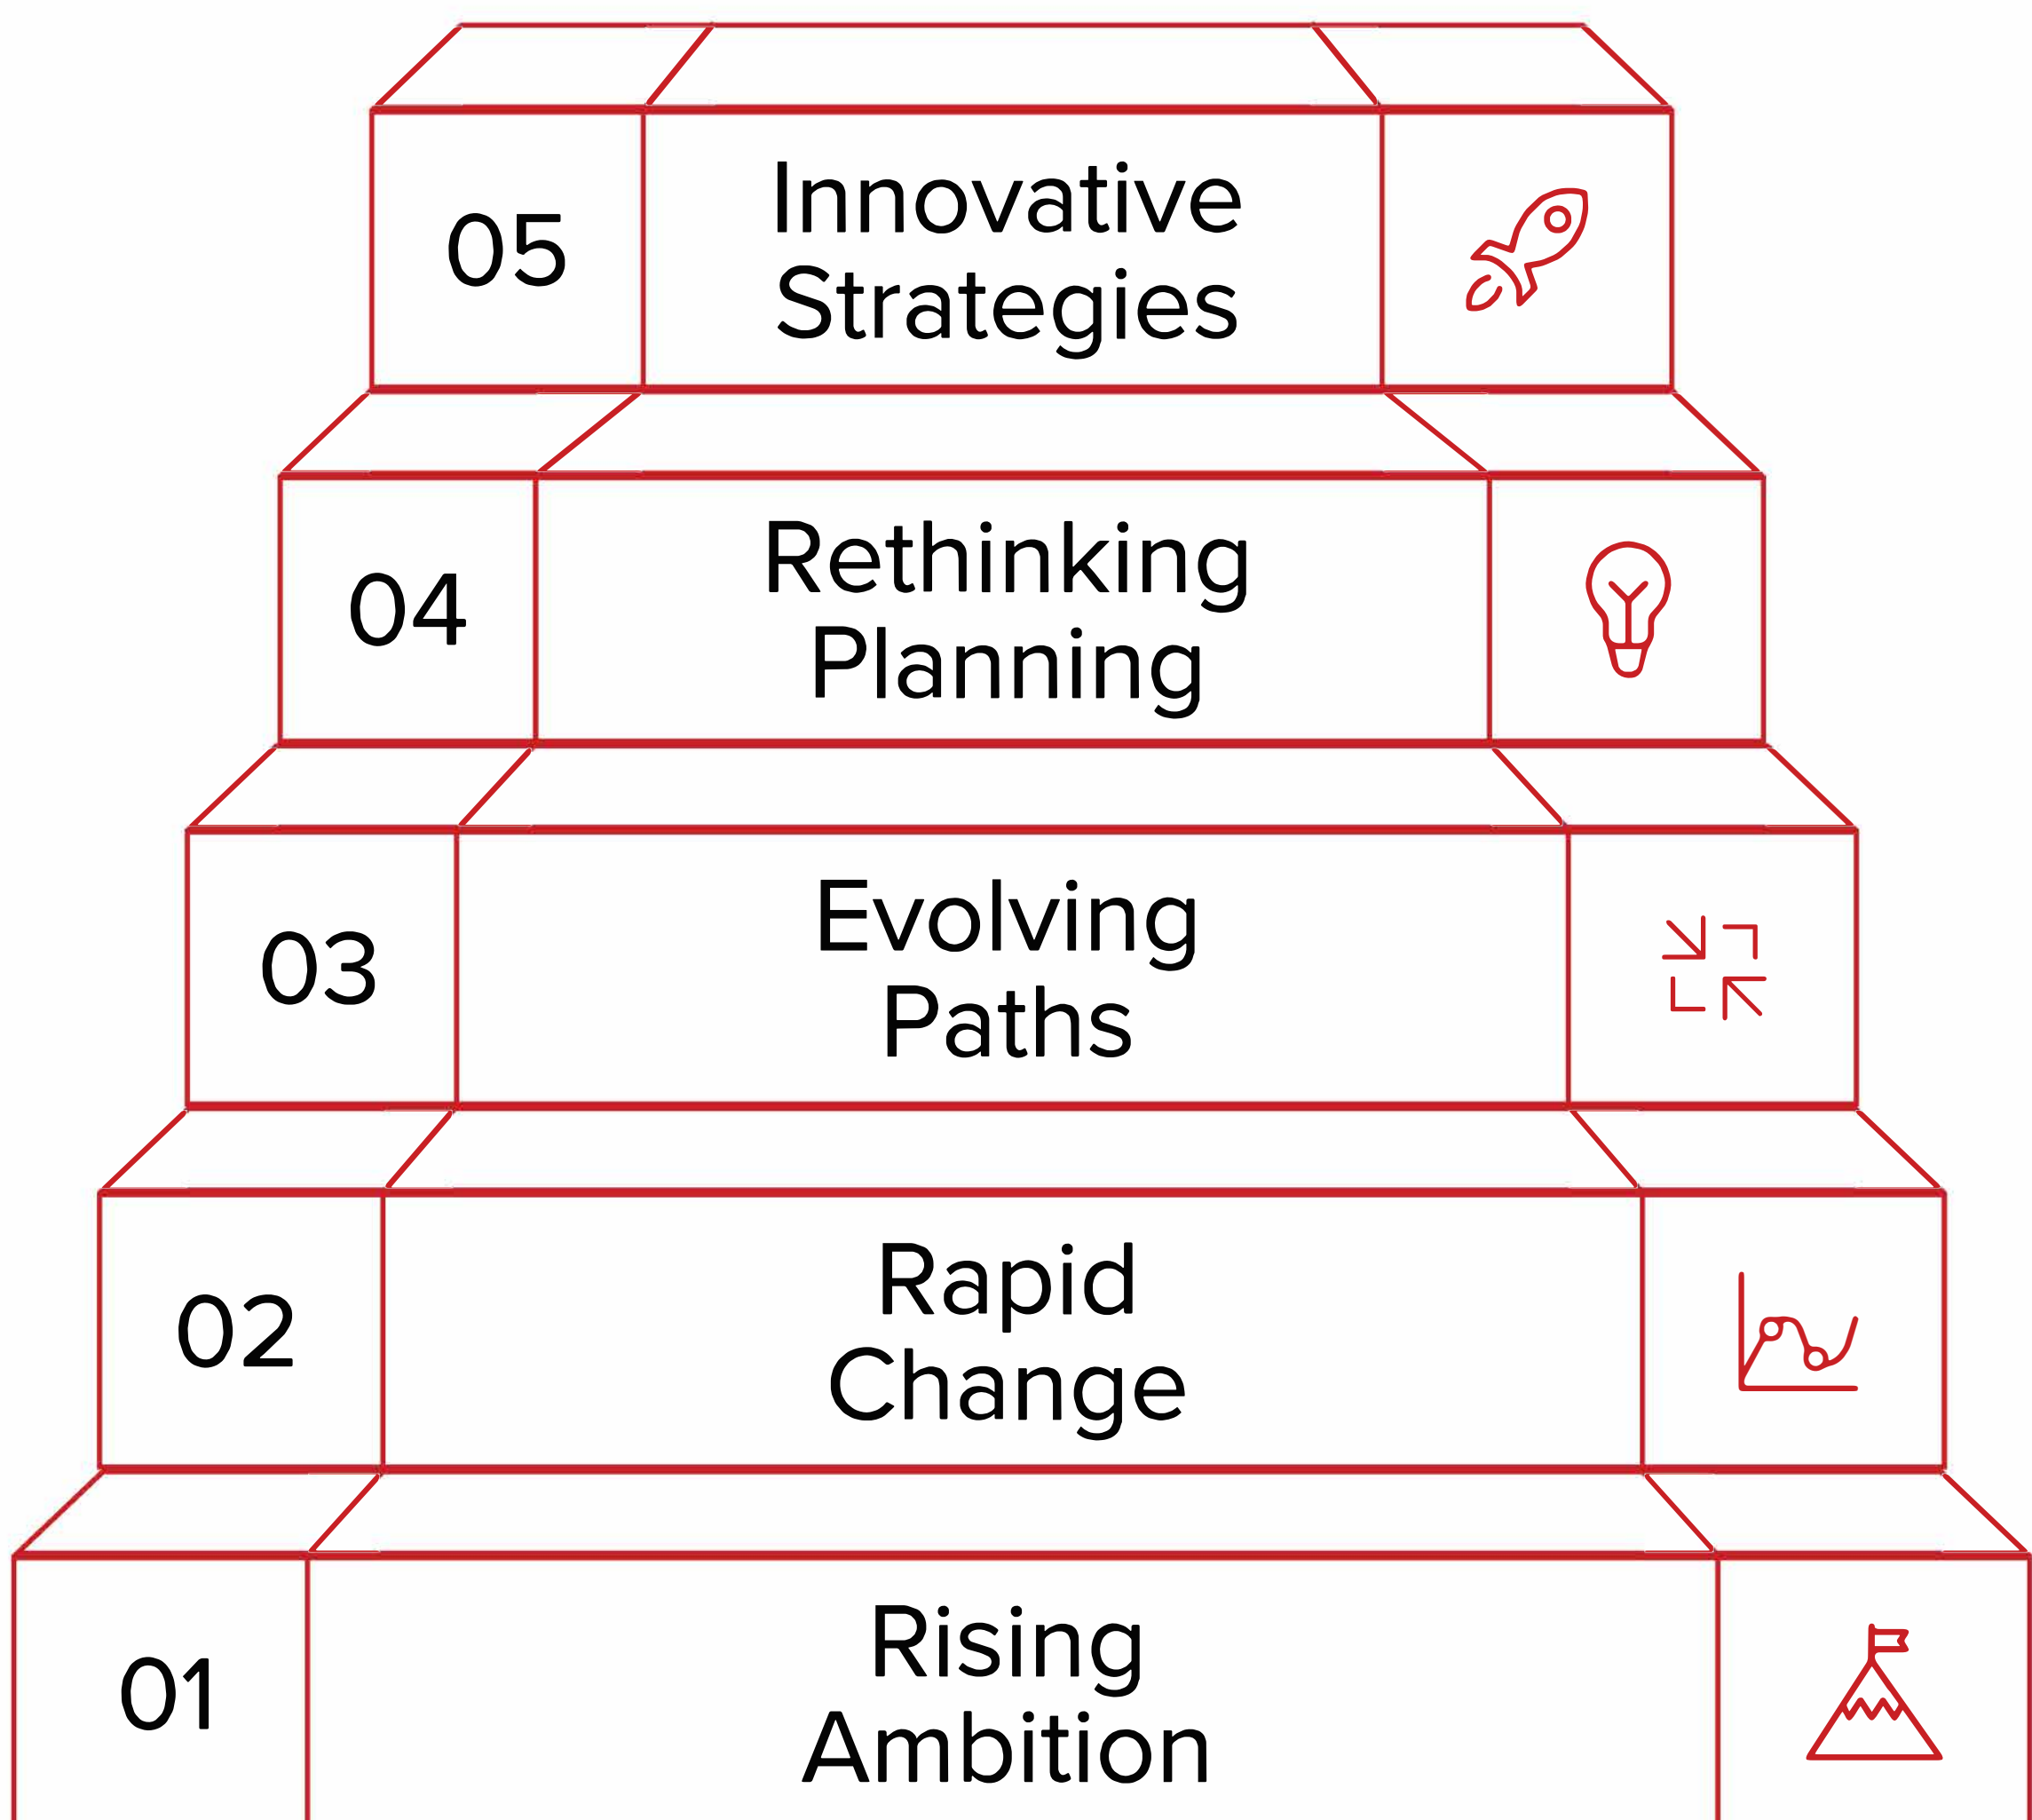 05
Innovative
Strategies
04
Rethinking
Planning
03
Evolving
Paths
02
Rapid
Change
01
Rising
Ambition